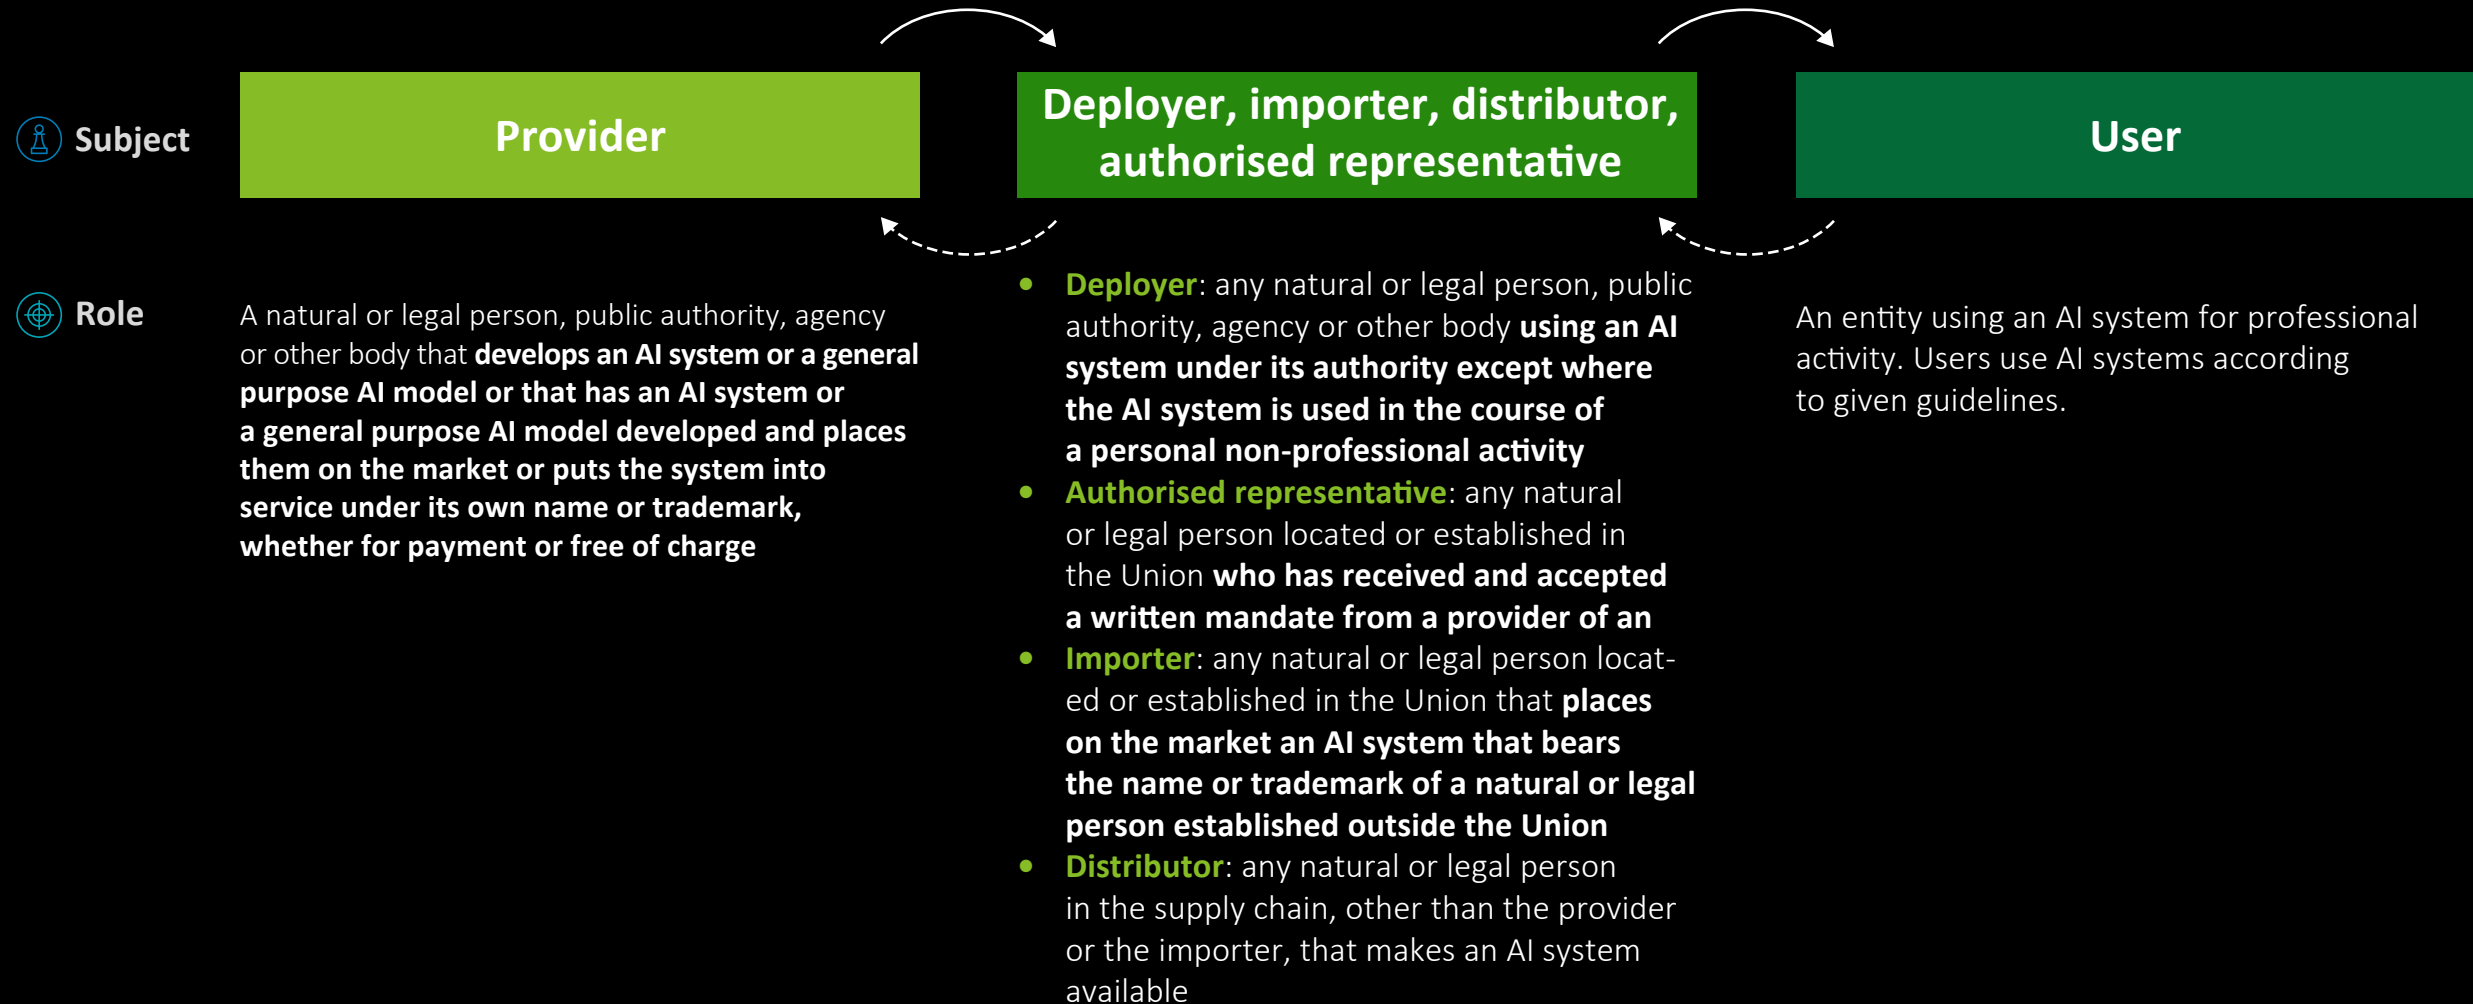 Subject
Provider
Deployer, importer, distributor,
authorised representative
User
Role
A natural or legal person, public authority, agency
or other body that develops an AI system or a general
purpose AI model or that has an AI system or
a general purpose AI model developed and places
them on the market or puts the system into
service under its own name or trademark,
whether for payment or free of charge
• Deployer: any natural or legal person, public
authority, agency or other body using an AI
system under its authority except where
the AI system is used in the course of
a personal non-professional activity
• Authorised representative: any natural
or legal person located or established in
the Union who has received and accepted
a written mandate from a provider of an
• Importer: any natural or legal person locat-
ed or established in the Union that places
on the market an AI system that bears
the name or trademark of a natural or legal
person established outside the Union
• Distributor: any natural or legal person
in the supply chain, other than the provider
or the importer, that makes an AI system
available
An entity using an AI system for professional
activity. Users use AI systems according
to given guidelines.